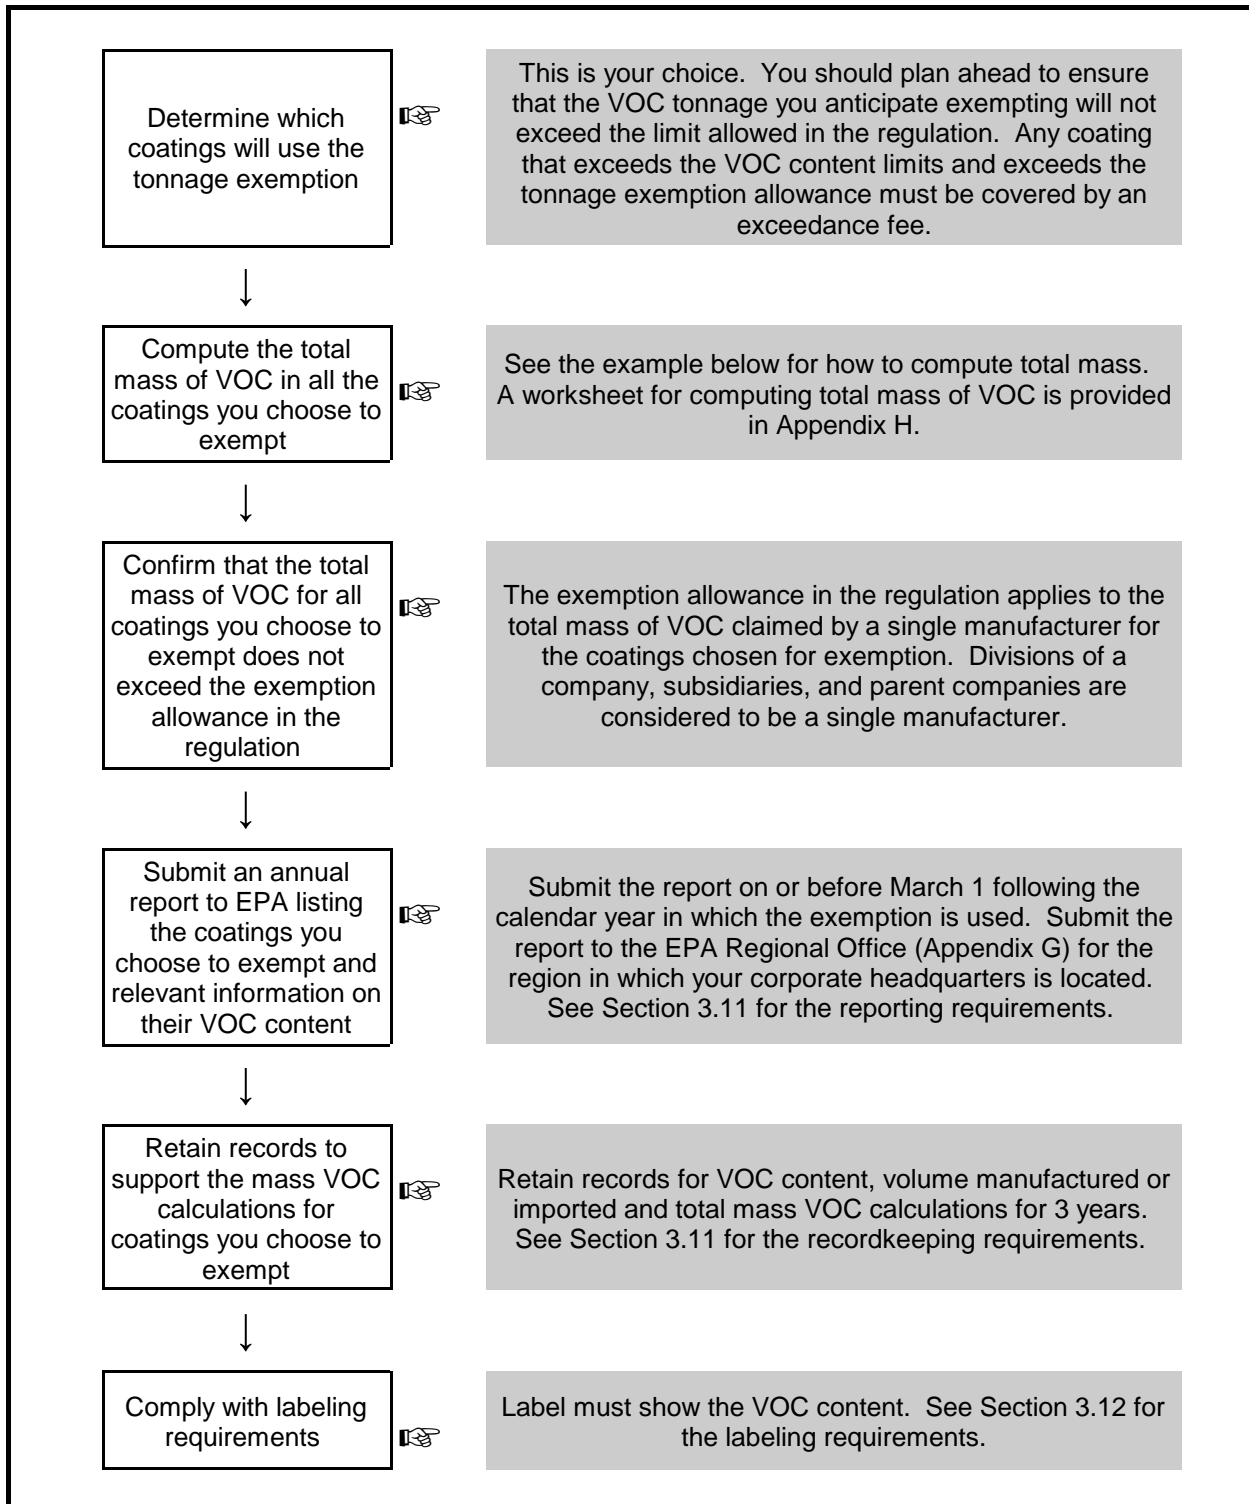 Determine which
coatings will use the
tonnage exemption
☞
This is your choice. You should plan ahead to ensure
that the VOC tonnage you anticipate exempting will not
exceed the limit allowed in the regulation. Any coating
that exceeds the VOC content limits and exceeds the
tonnage exemption allowance must be covered by an
exceedance fee.
↓
Compute the total
mass of VOC in all the
coatings you choose to
exempt
☞
See the example below for how to compute total mass.
A worksheet for computing total mass of VOC is provided
in Appendix H.
↓
Confirm that the total
mass of VOC for all
coatings you choose to
exempt does not
exceed the exemption
allowance in the
regulation
☞
The exemption allowance in the regulation applies to the
total mass of VOC claimed by a single manufacturer for
the coatings chosen for exemption. Divisions of a
company, subsidiaries, and parent companies are
considered to be a single manufacturer.
↓
Submit an annual
report to EPA listing
the coatings you
choose to exempt and
relevant information on
their VOC content
☞
Submit the report on or before March 1 following the
calendar year in which the exemption is used. Submit the
report to the EPA Regional Office (Appendix G) for the
region in which your corporate headquarters is located.
See Section 3.11 for the reporting requirements.
↓
Retain records to
support the mass VOC
calculations for
coatings you choose to
exempt
☞
Retain records for VOC content, volume manufactured or
imported and total mass VOC calculations for 3 years.
See Section 3.11 for the recordkeeping requirements.
↓
Comply with labeling
requirements
☞
Label must show the VOC content. See Section 3.12 for
the labeling requirements.